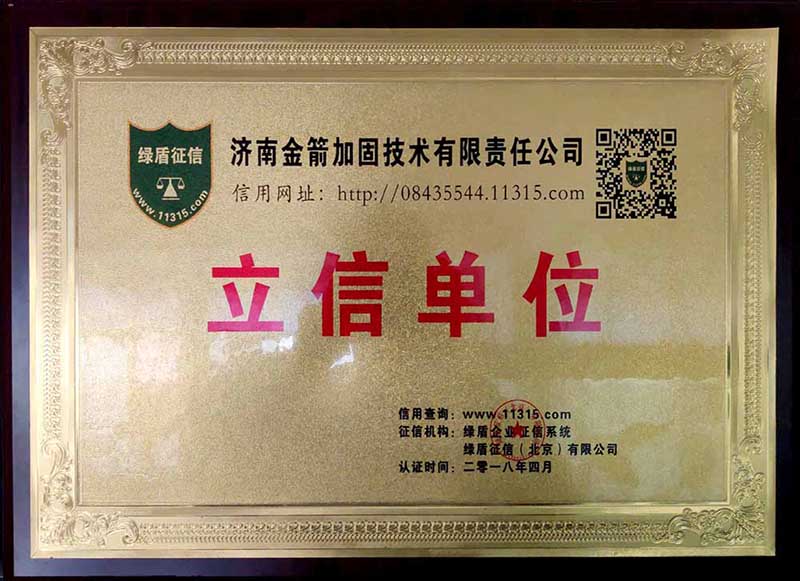 绿盾征信
www.11315.com
济南金箭加固技术有限责任公司
信用网址：http://08435544.11315.com
立信单位
信用查询：www.11315.com
征信机构：绿盾企业征信系统
绿盾征信（北京）有限公司
认证时间：二零一八年四月